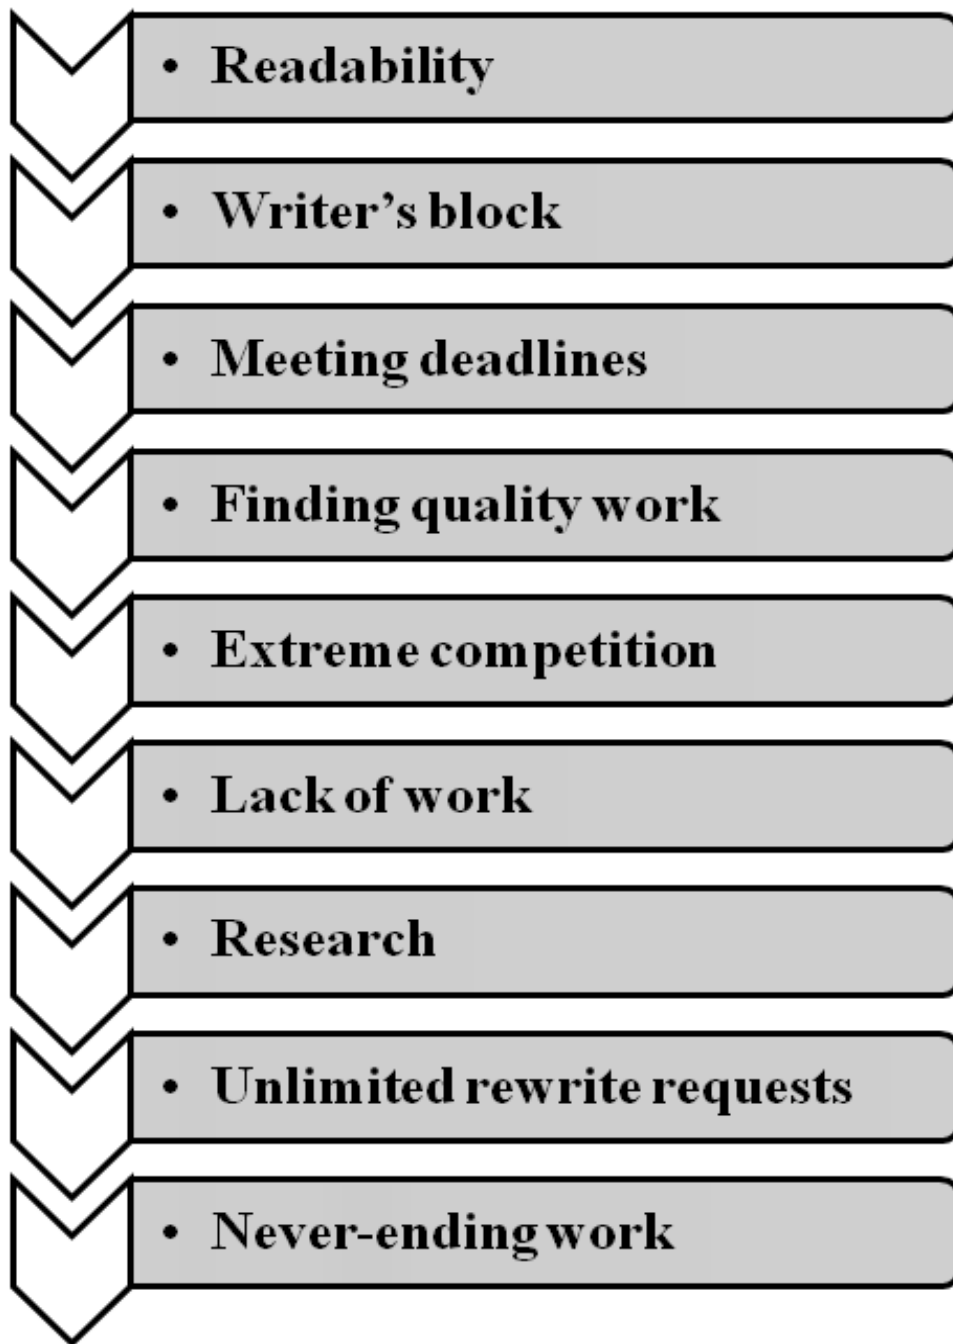 • Readability
• Writer’s block
• Meeting deadlines
• Finding quality work
• Extreme competition
• Lack of work
• Research
• Unlimited rewrite requests
• Never-ending work